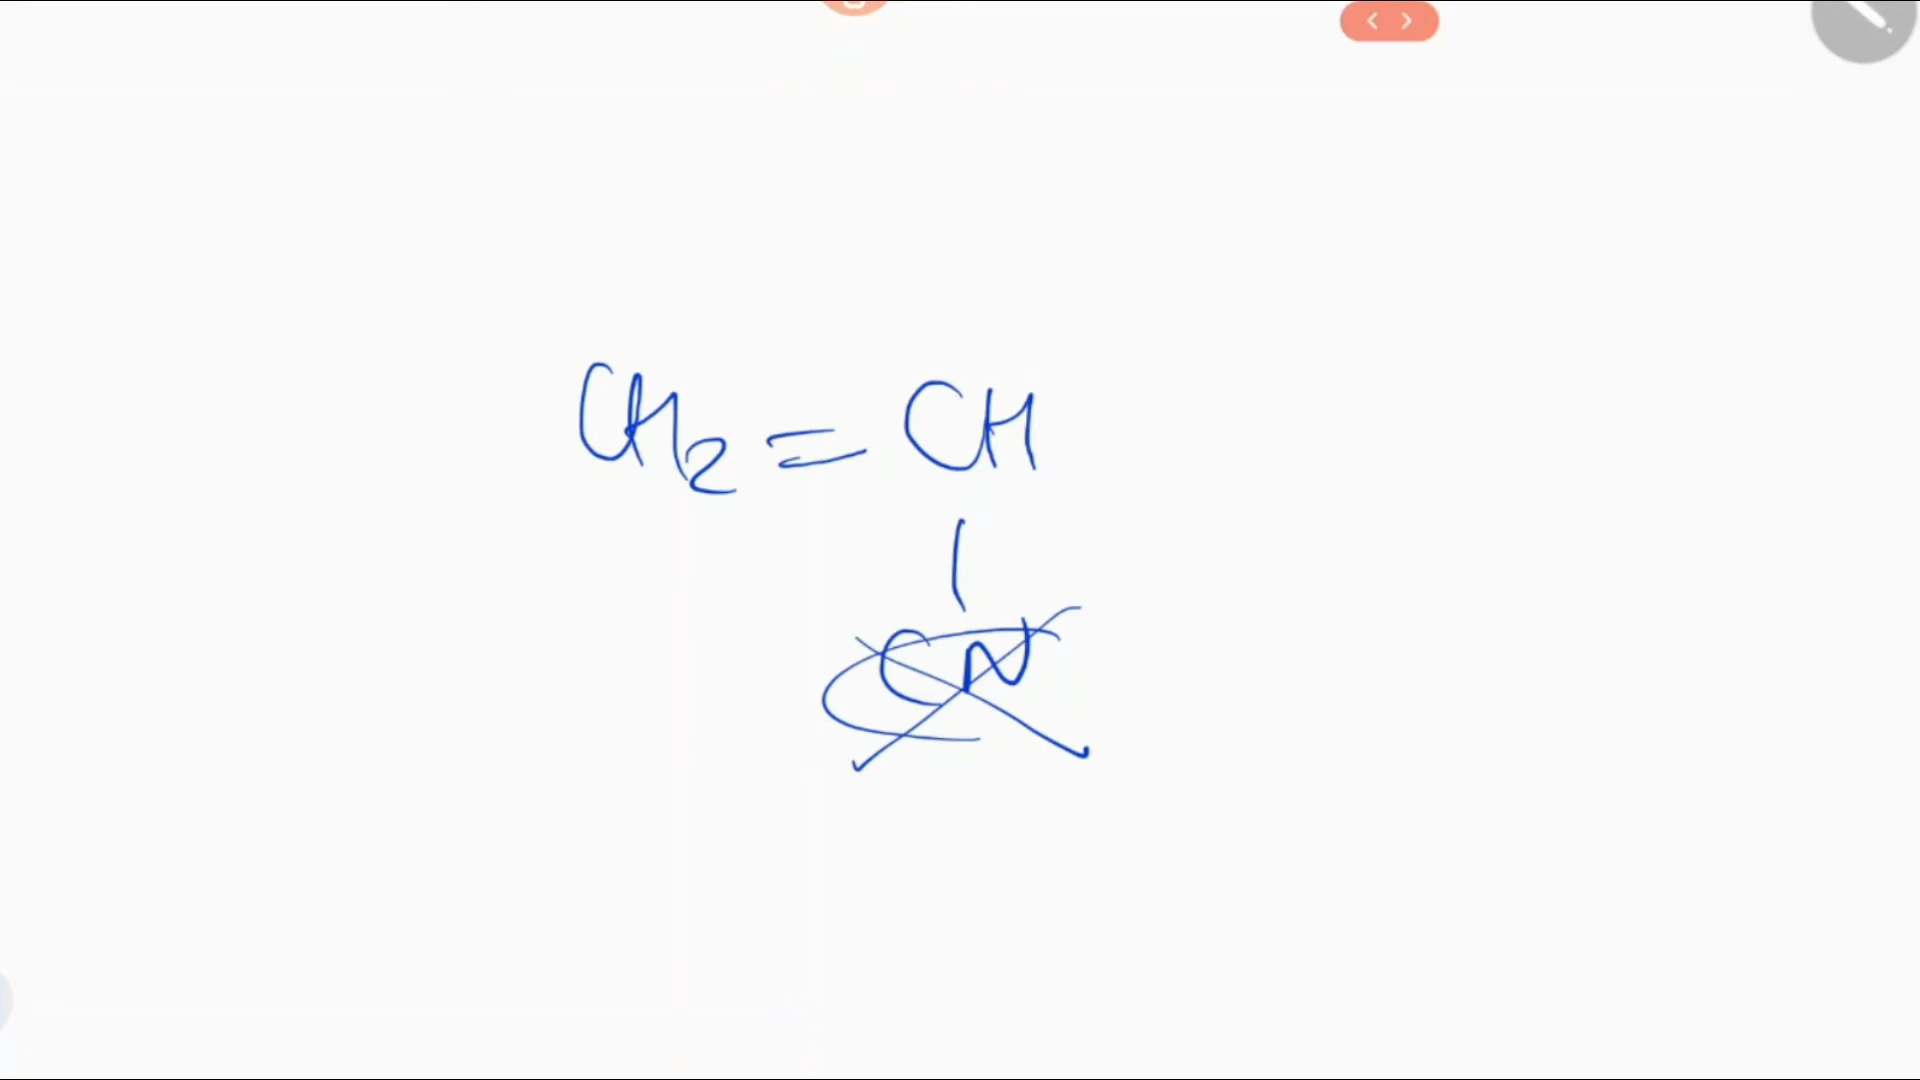 CH₂ = CH
|
CN